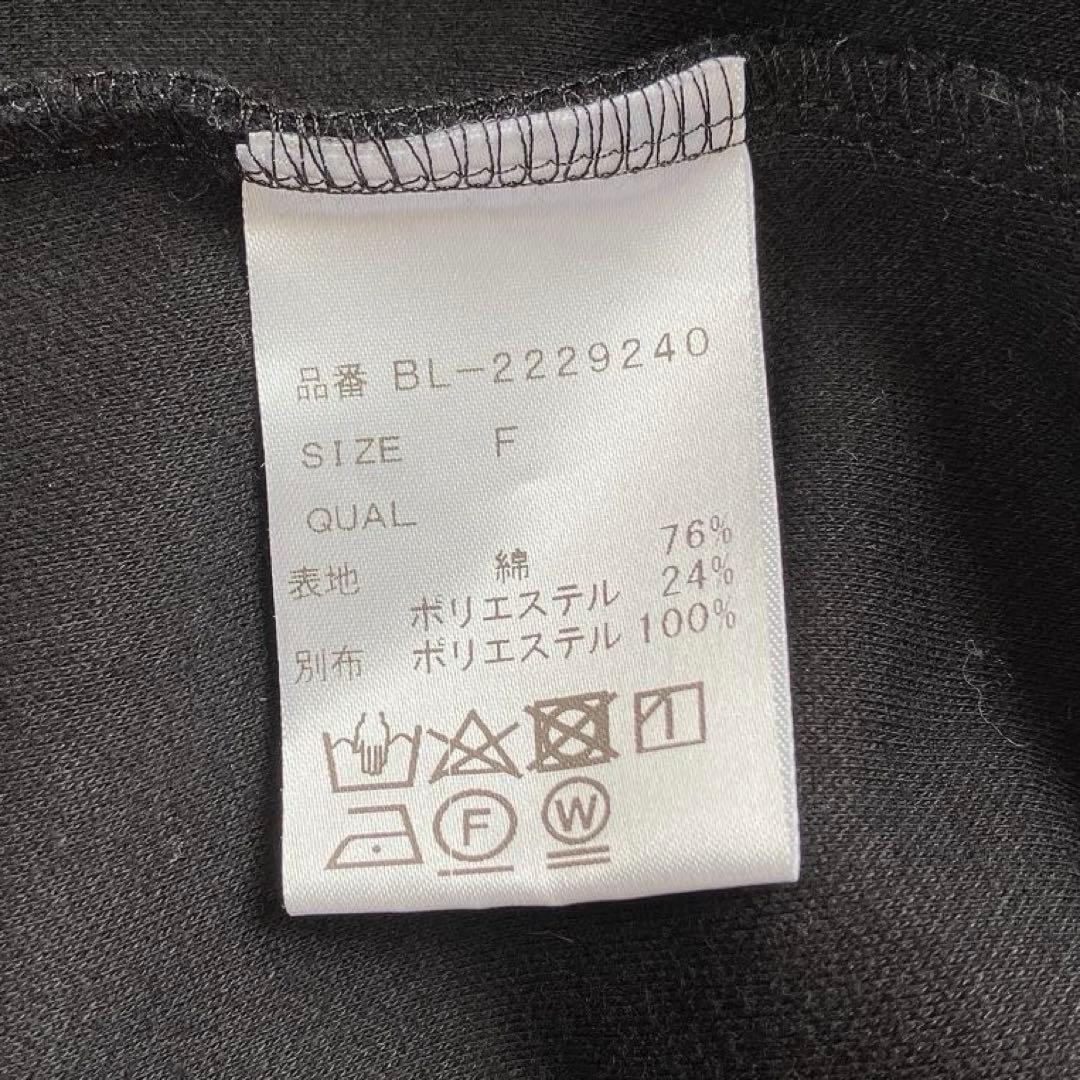 品番 BL-2229240
SIZE F
QUAL
表地 綿 76%
ポリエステル 24%
別布 ポリエステル 100%
F W